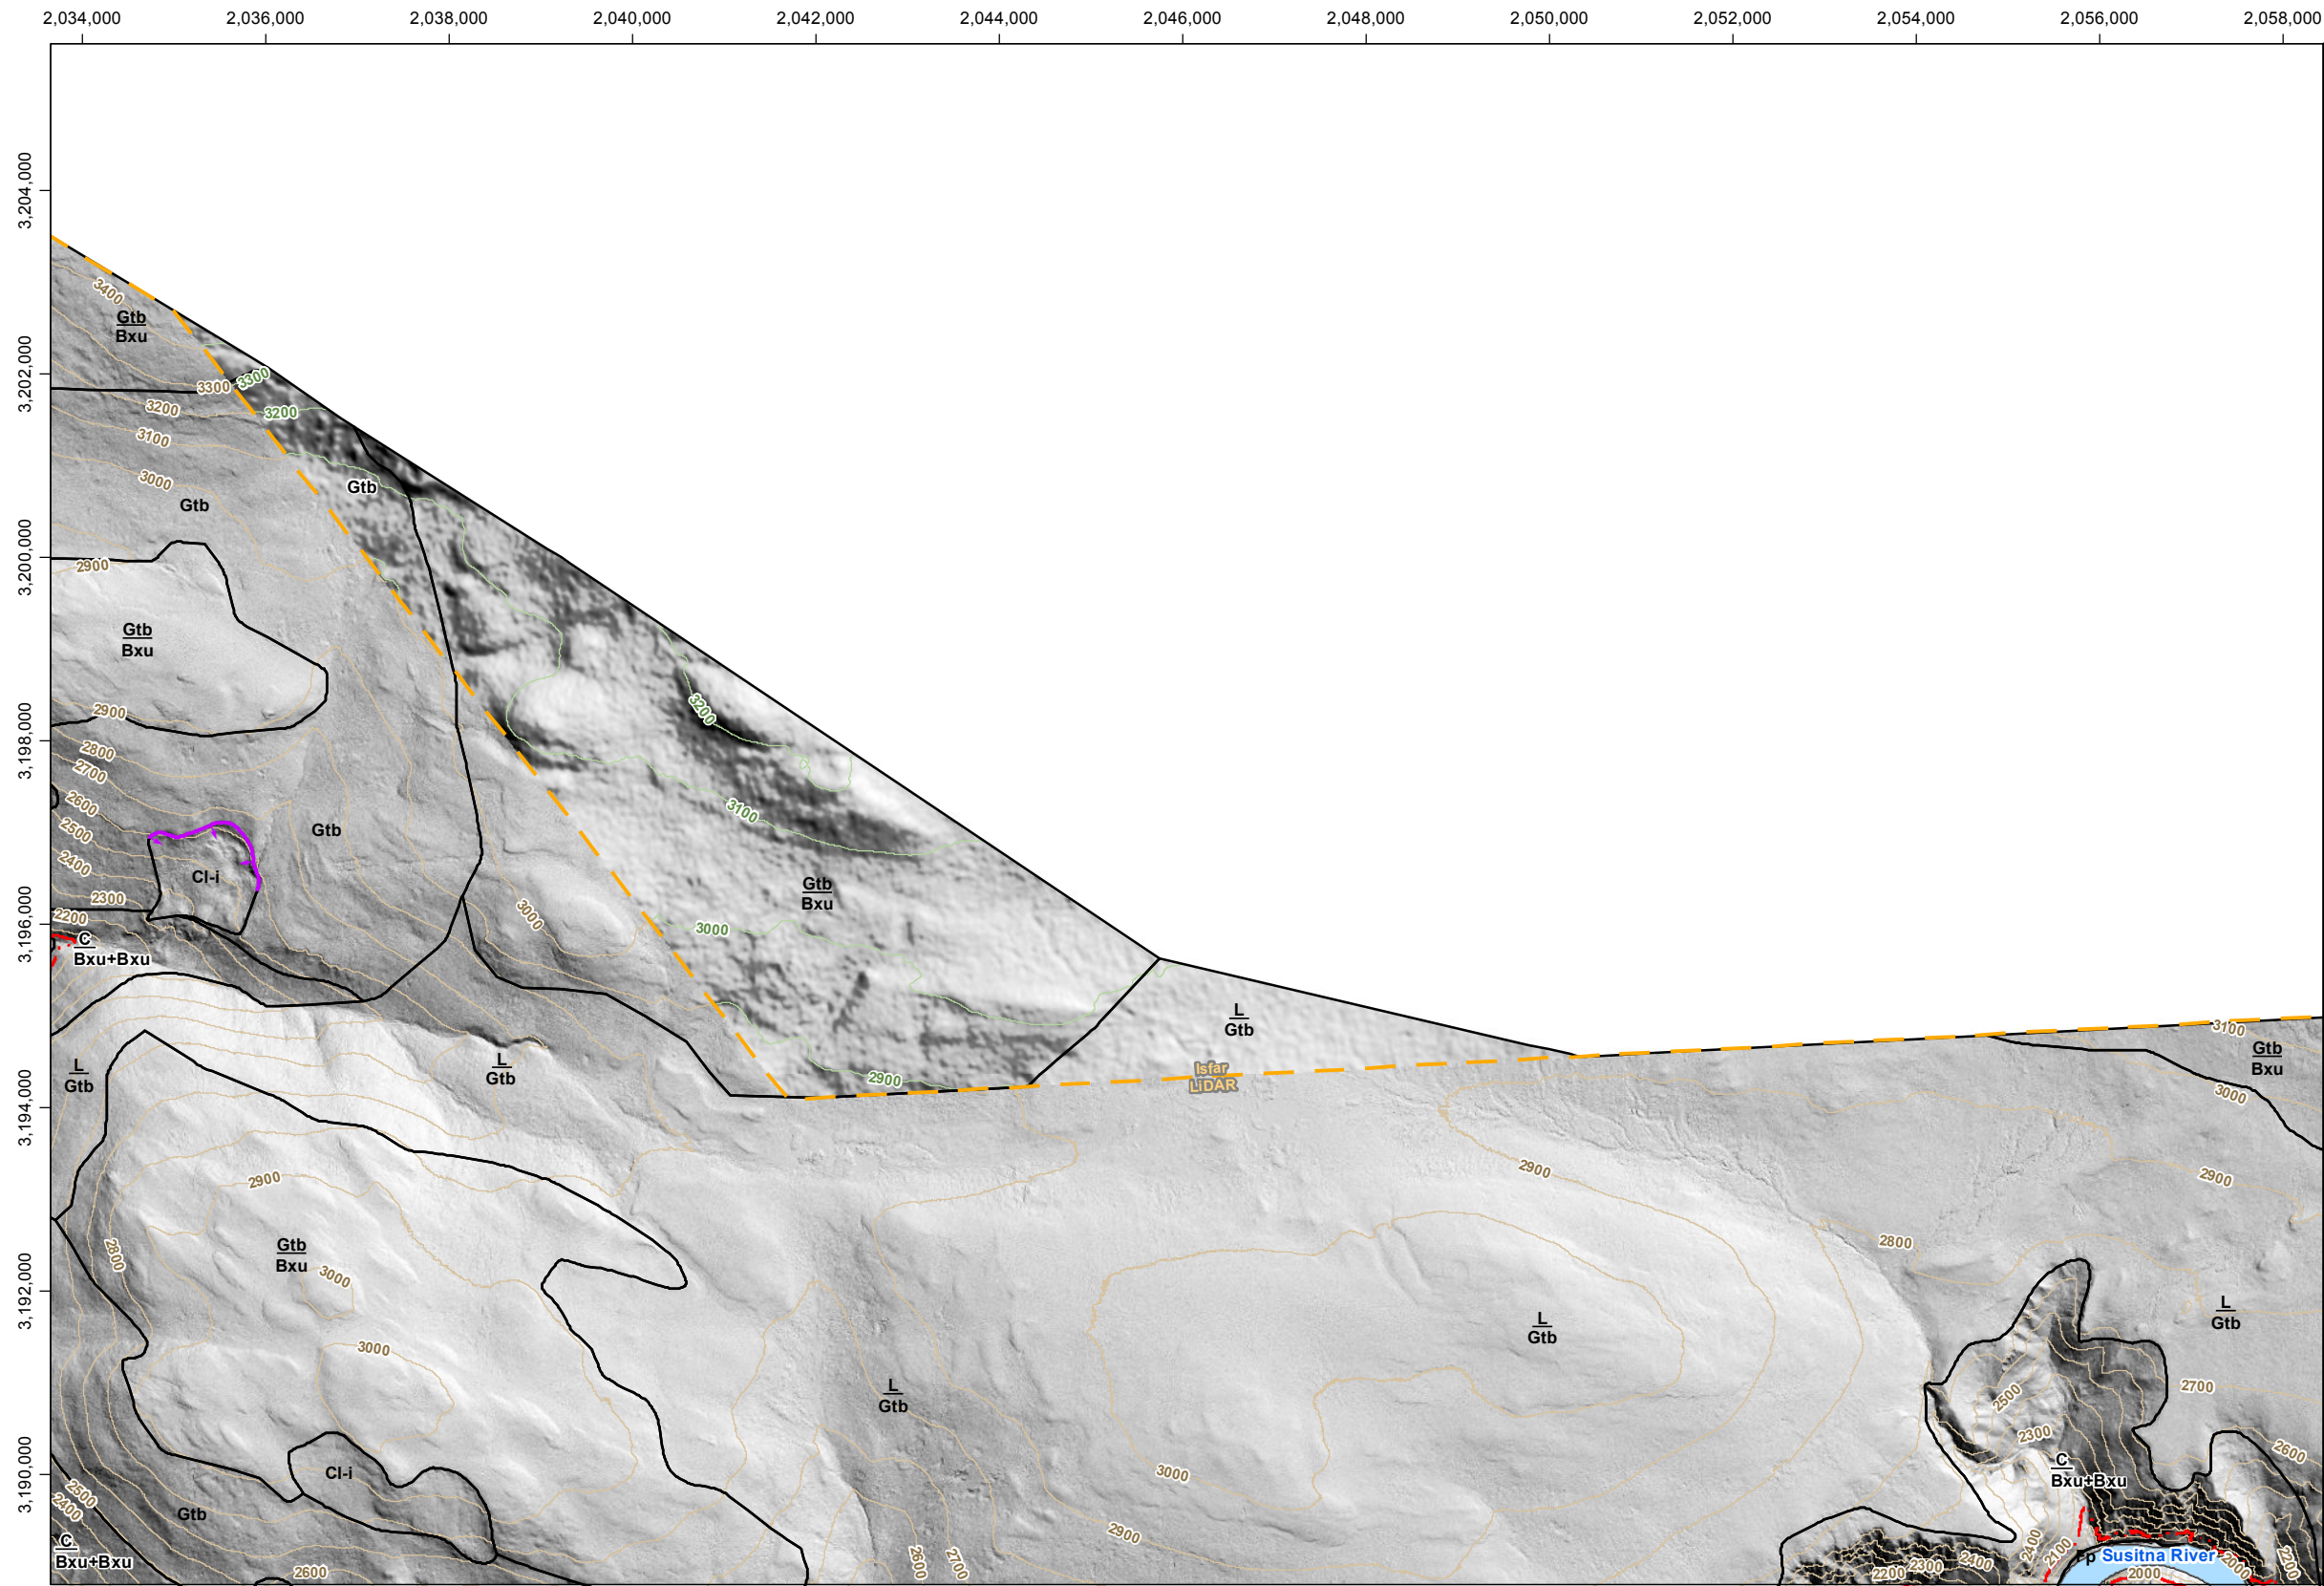 2,034,000 2,036,000 2,038,000 2,040,000 2,042,000 2,044,000 2,046,000 2,048,000 2,050,000 2,052,000 2,054,000 2,056,000 2,058,000
3,204,000
3,202,000
3,200,000
3,198,000
3,196,000
3,194,000
3,192,000
3,190,000
3400
Gtb
Bxu
3300
3300
3200
3200
3100
3000
Gtb
Gtb
2900
Gtb
Bxu
2900
2800
2700
2600
2500
2400
2300
2200
Cl-i
Gtb
C
Bxu+Bxu
3200
3100
Gtb
Bxu
3000
3000
2900
L
Gtb
Isfar
LiDAR
3100
Gtb
Bxu
3000
2900
L
Gtb
L
Gtb
2900
2900
2800
2800
Gtb
Bxu
3000
3000
L
Gtb
L
Gtb
L
Gtb
2700
2500
2300
2600
3000
Cl-i
C
Bxu+Bxu
2500
2400
Gtb
2900
C
Bxu+Bxu
2600
2600
2700
2400
2100
Fp
Susitna River
2000
2200
2200
2300
2400
2000